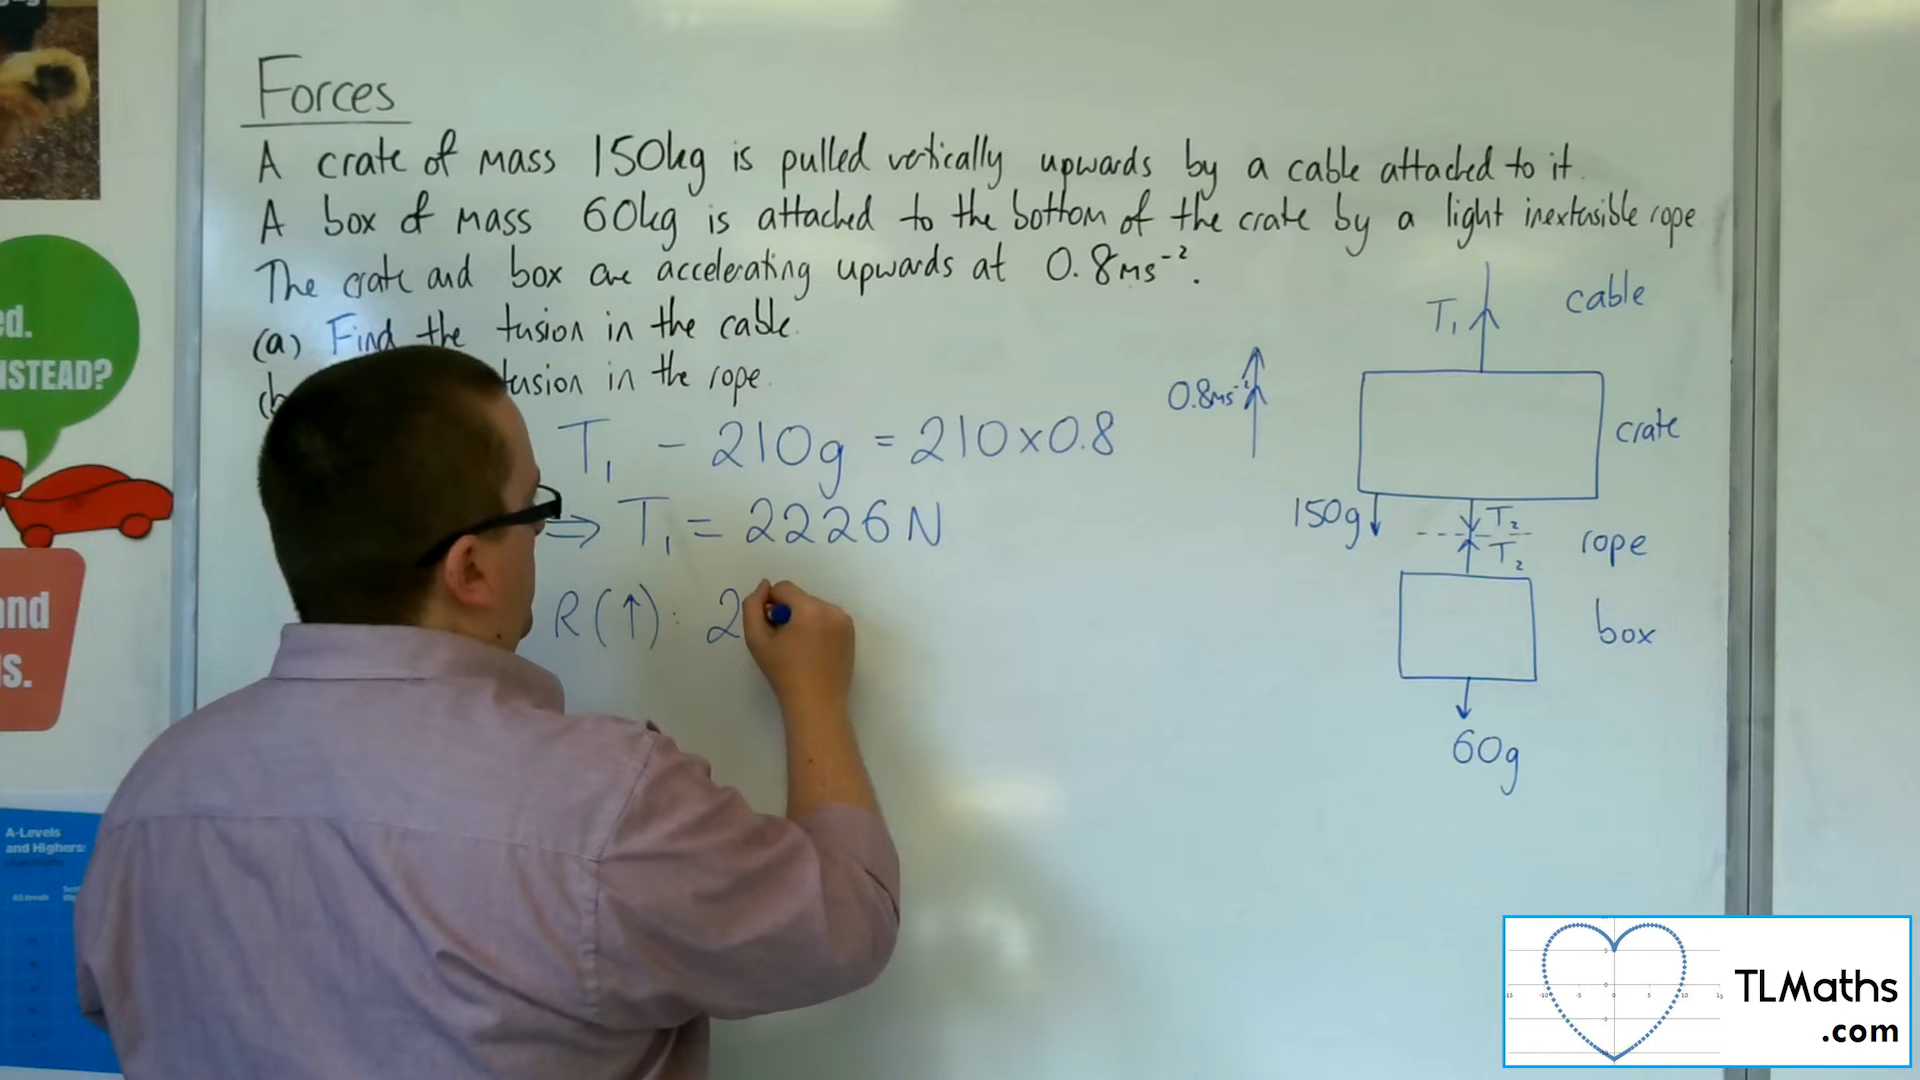 Forces
A crate of mass 150kg is pulled vertically upwards by a cable attached to it.
A box of mass 60kg is attached to the bottom of the crate by a light inextensible rope
The crate and box are accelerating upwards at 0.8ms⁻².
(a) Find the tension in the cable.
(b tension in the rope.
T₁ - 210g = 210×0.8
⇒ T₁ = 2226N
R(↑): 2
T₁
cable
0.8ms⁻²
crate
150g
T₂
T₂
rope
box
60g
ed.
NSTEAD?
and
s.
A-Levels
and Highers:
TLMaths
.com